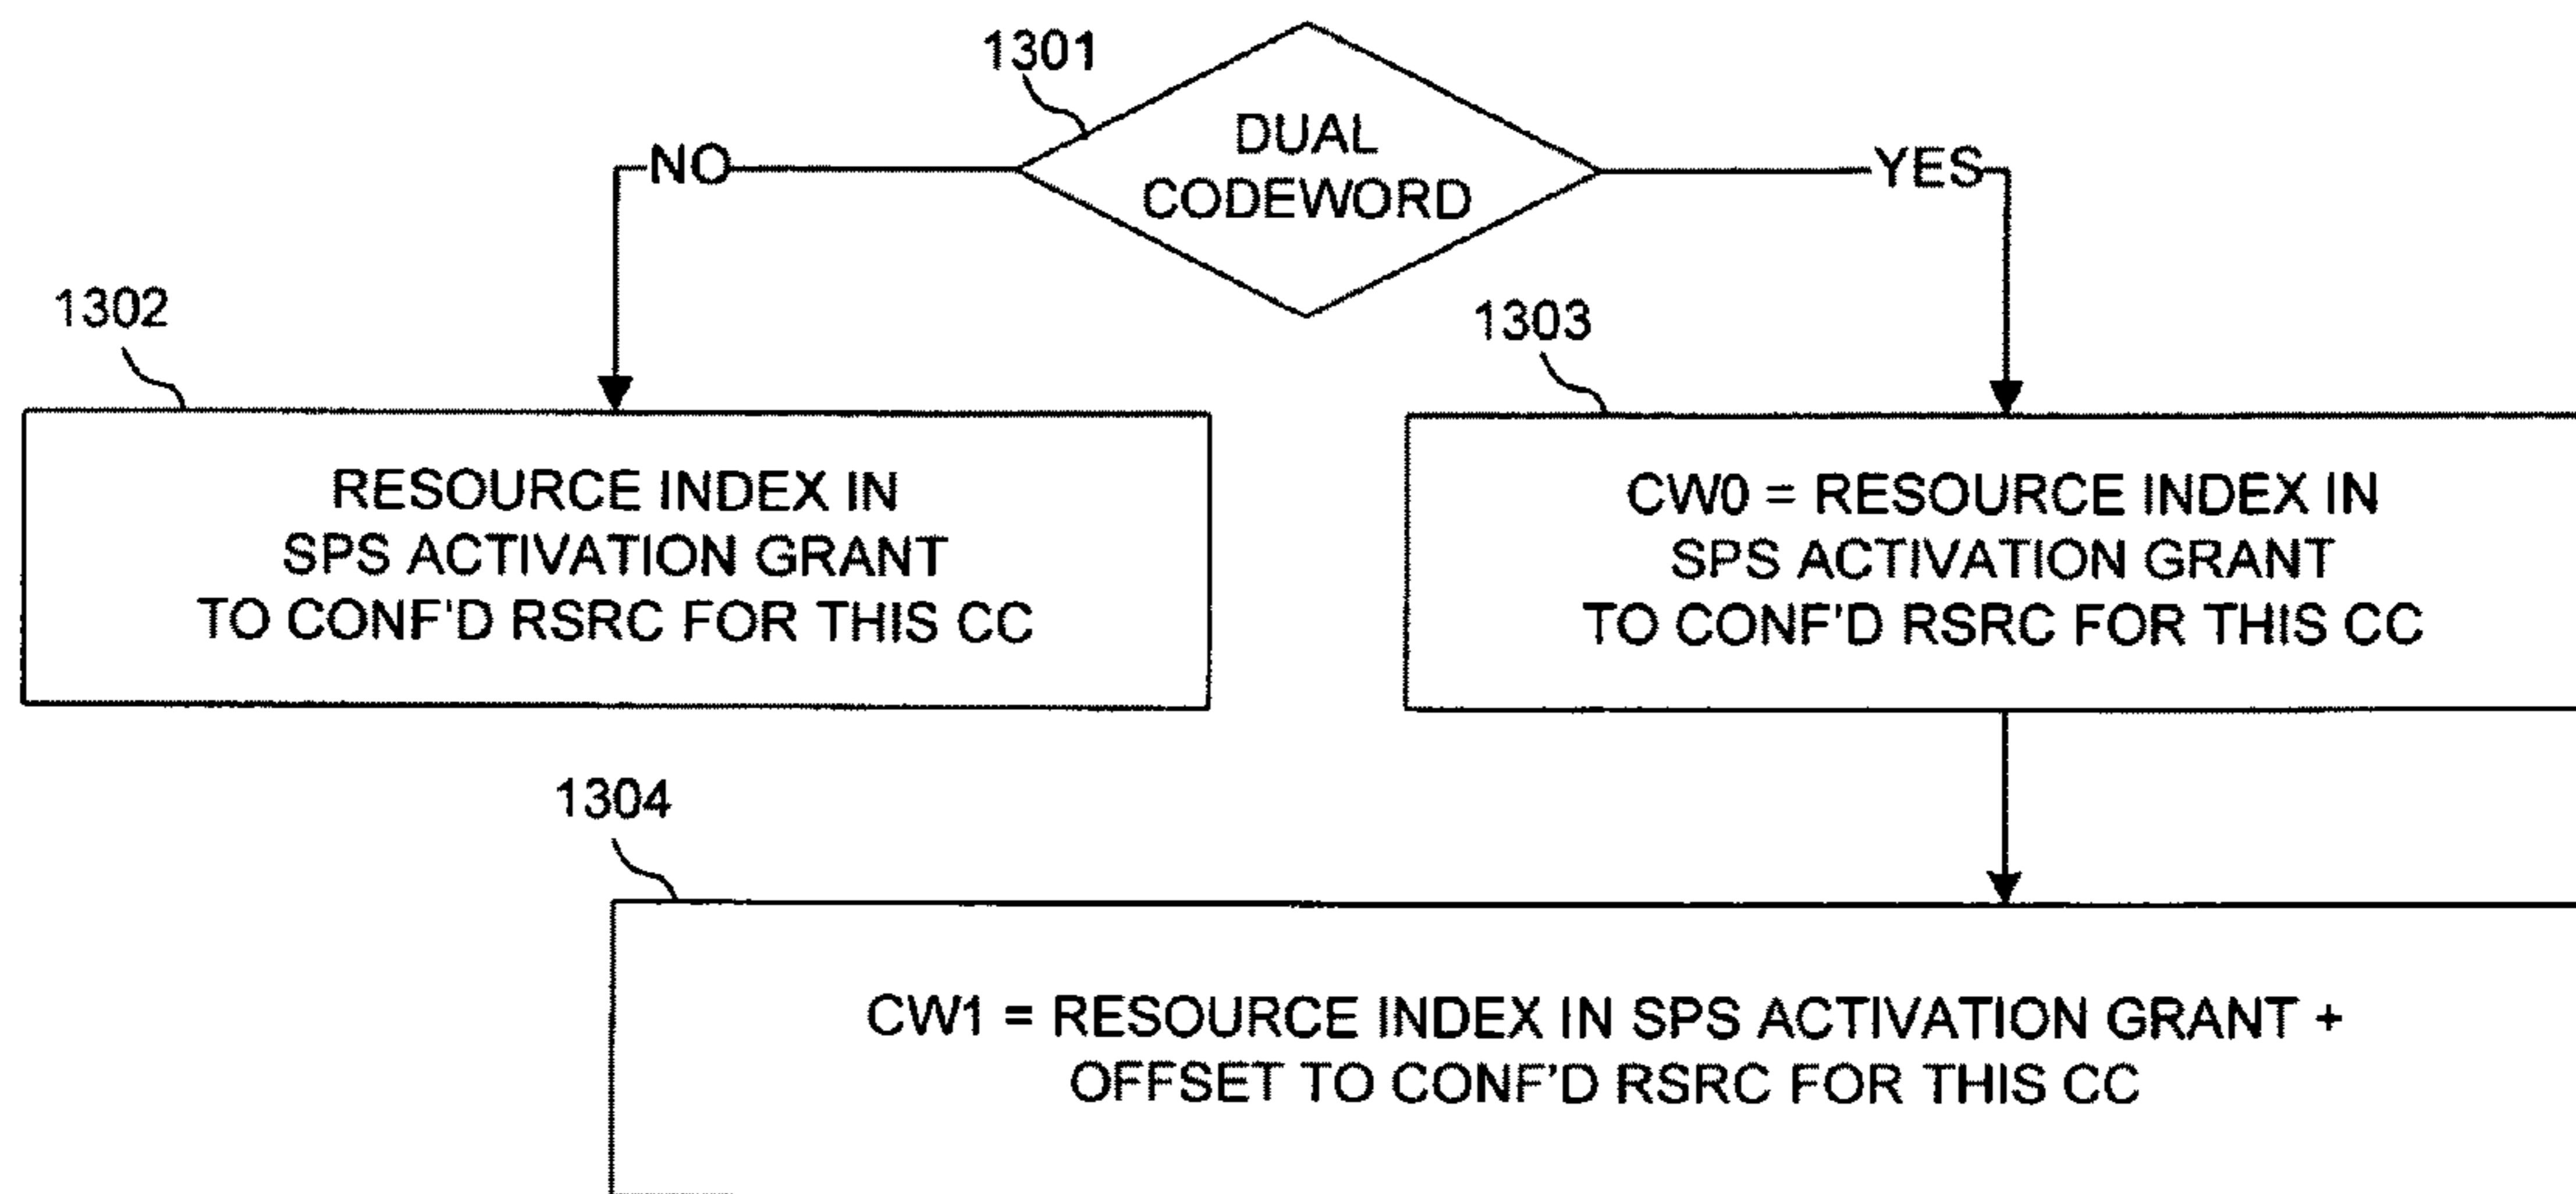 1301
DUAL
CODEWORD
NO
YES
1302
RESOURCE INDEX IN
SPS ACTIVATION GRANT
TO CONF'D RSRC FOR THIS CC
1303
CW0 = RESOURCE INDEX IN
SPS ACTIVATION GRANT
TO CONF'D RSRC FOR THIS CC
1304
CW1 = RESOURCE INDEX IN SPS ACTIVATION GRANT +
OFFSET TO CONF'D RSRC FOR THIS CC